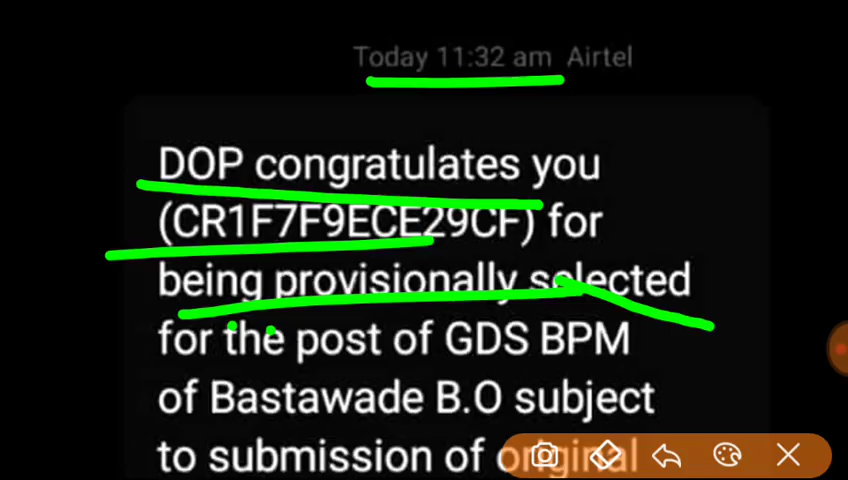 Today 11:32 am Airtel
DOP congratulates you
(CR1F7F9ECE29CF) for
being provisionally selected
for the post of GDS BPM
of Bastawade B.O subject
to submission of original